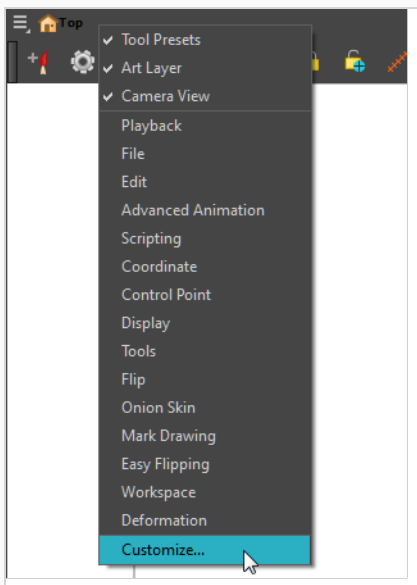 Top
Tool Presets
Art Layer
Camera View
Playback
File
Edit
Advanced Animation
Scripting
Coordinate
Control Point
Display
Tools
Flip
Onion Skin
Mark Drawing
Easy Flipping
Workspace
Deformation
Customize...